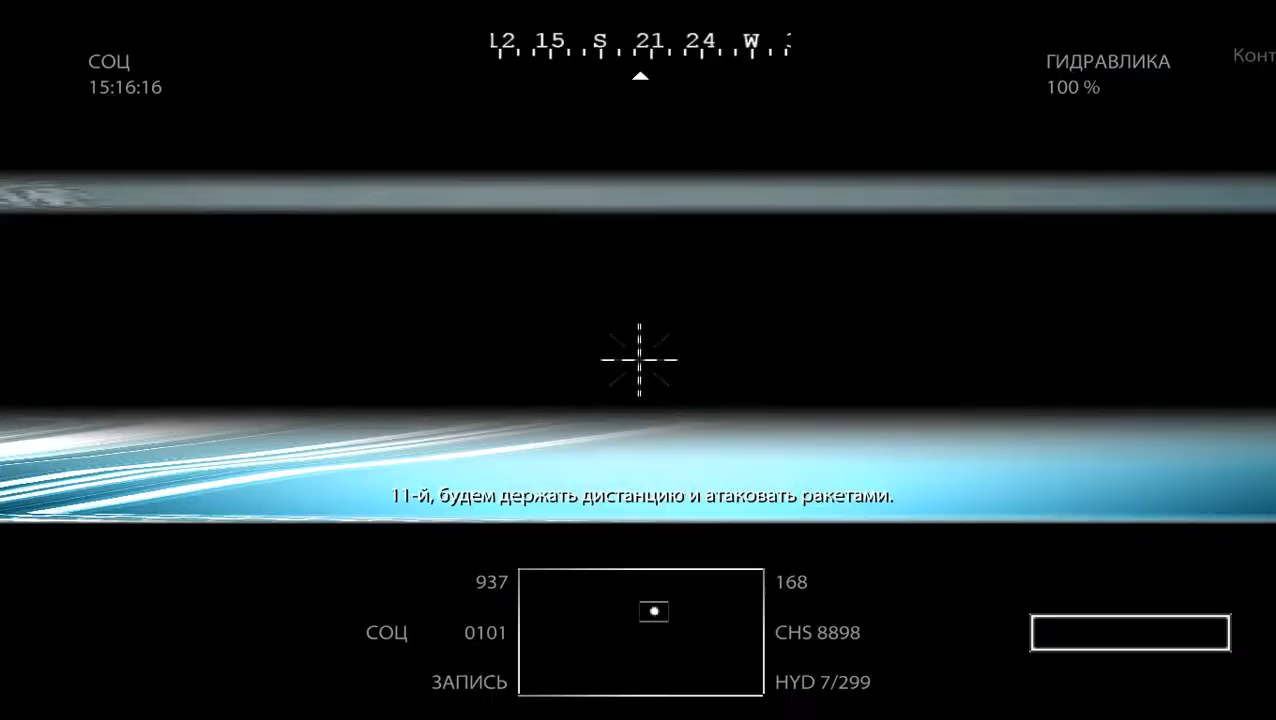 12 15 S 21 24 W
СОЦ
15:16:16
ГИДРАВЛИКА
100 %
Конт
11-й, будем держать дистанцию и атаковать ракетами.
937
168
СОЦ 0101
CHS 8898
ЗАПИСЬ
HYD 7/299